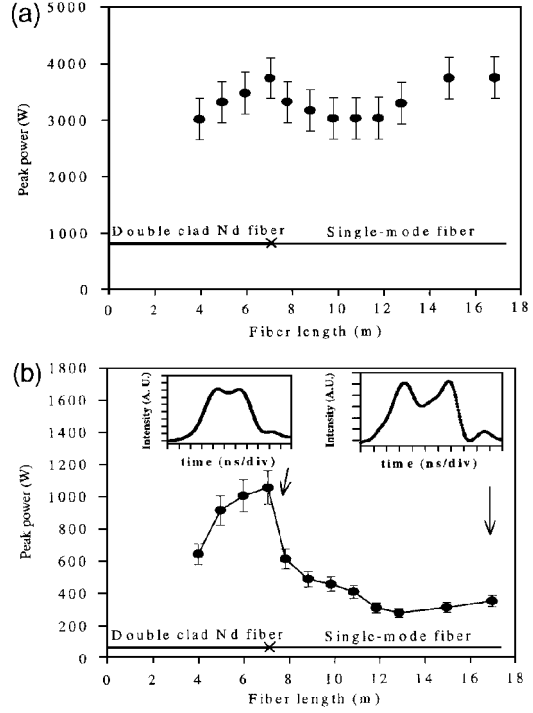 (a)
5000
4000
3000
2000
1000
0
Peak power (W)
Double clad Nd fiber
Single-mode fiber
0 2 4 6 8 10 12 14 16 18
Fiber length (m)
(b)
1800
1600
1400
1200
1000
800
600
400
200
0
Peak power (W)
Intensity (A. U.)
time (ns/div)
Intensity (A.U.)
time (ns/div)
Double clad Nd fiber
Single-mode fiber
0 2 4 6 8 10 12 14 16 18
Fiber length (m)